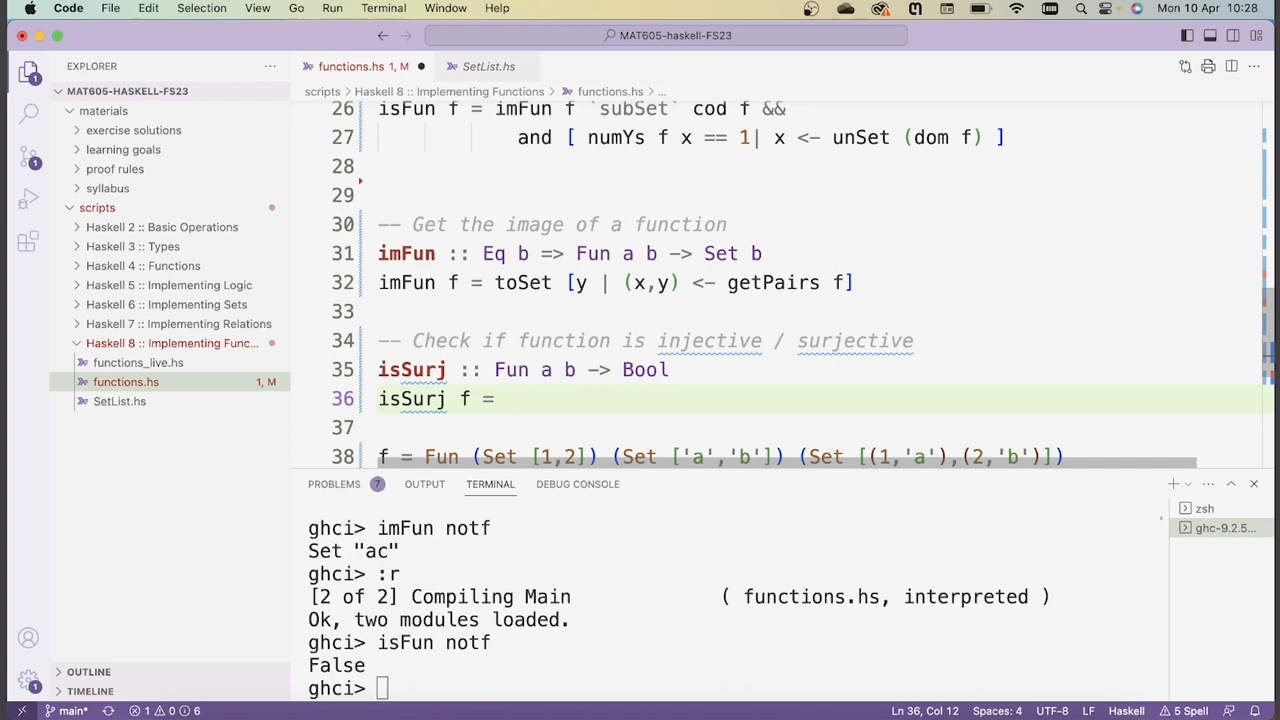 Code File Edit Selection View Go Run Terminal Window Help Mon 10 Apr 10:28
MAT605-haskell-FS23
EXPLORER
functions.hs 1, M
SetList.hs
MAT605-HASKELL-FS23
scripts > Haskell 8 :: Implementing Functions > functions.hs > ...
materials
exercise solutions
learning goals
proof rules
syllabus
scripts
Haskell 2 :: Basic Operations
Haskell 3 :: Types
Haskell 4 :: Functions
Haskell 5 :: Implementing Logic
Haskell 6 :: Implementing Sets
Haskell 7 :: Implementing Relations
Haskell 8 :: Implementing Func...
functions_live.hs
functions.hs 1, M
SetList.hs
26 isFun f = imFun f `subSet` cod f &&
27 and [ numYs f x == 1| x <- unSet (dom f) ]
28
29
30 -- Get the image of a function
31 imFun :: Eq b => Fun a b -> Set b
32 imFun f = toSet [y | (x,y) <- getPairs f]
33
34 -- Check if function is injective / surjective
35 isSurj :: Fun a b -> Bool
36 isSurj f =
37
38 f = Fun (Set [1,2]) (Set ['a','b']) (Set [(1,'a'),(2,'b')])
PROBLEMS 7 OUTPUT TERMINAL DEBUG CONSOLE
zsh
ghc-9.2.5...
ghci> imFun notf
Set "ac"
ghci> :r
[2 of 2] Compiling Main ( functions.hs, interpreted )
Ok, two modules loaded.
ghci> isFun notf
False
ghci>
OUTLINE
TIMELINE
main* 1 0 6 Ln 36, Col 12 Spaces: 4 UTF-8 LF Haskell 5 Spell